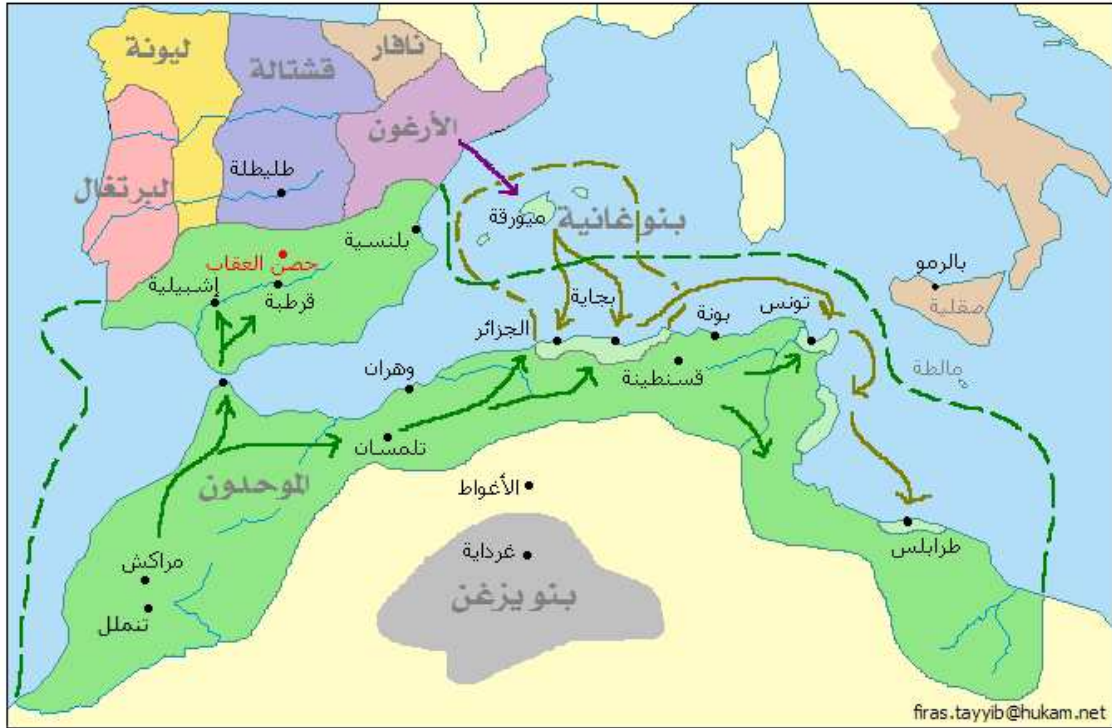 ليونة
قشتالة
نافار
الأرغون
البرتغال
طليطلة
ميورقة
بنو غانية
بلنسية
حصن العقاب
إشبيلية
قرطبة
بالرمو
صقلية
مالطة
تونس
بونة
بجاية
الجزائر
قسنطينة
وهران
تلمسان
الموحدون
الأغواط
غرداية
بنو يزغن
طرابلس
مراكش
تنملل
firas.tayyib@hukam.net